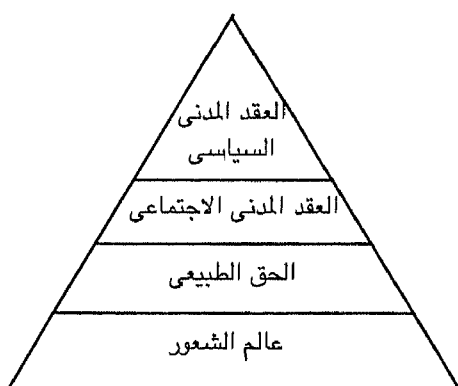 العقد المدنى
السياسى
العقد المدنى الاجتماعى
الحق الطبيعى
عالم الشعور